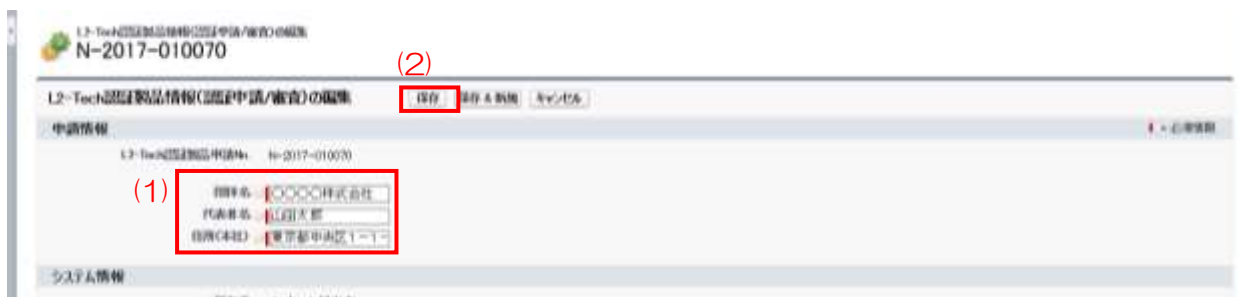 L2-Tech認証製品情報(認証申請/審査)の編集
N-2017-010070
(2)
L2-Tech認証製品情報(認証申請/審査)の編集 保存 保存 & 新規 キャンセル
申請情報 = 必須情報
L2-Tech認証製品申請No. N-2017-010070
(1)
〇〇〇〇株式会社
代表者名 山田太郎
住所(本社) 東京都中央区1-1-
システム情報